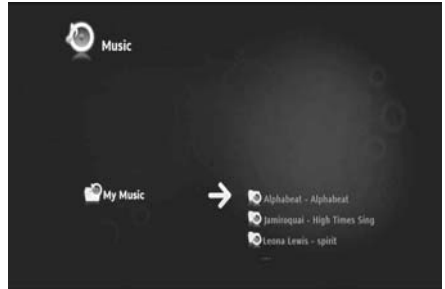 Music
My Music
Alphabeat - Alphabeat
Jamiroquai - High Times Sing
Leona Lewis - spirit
...